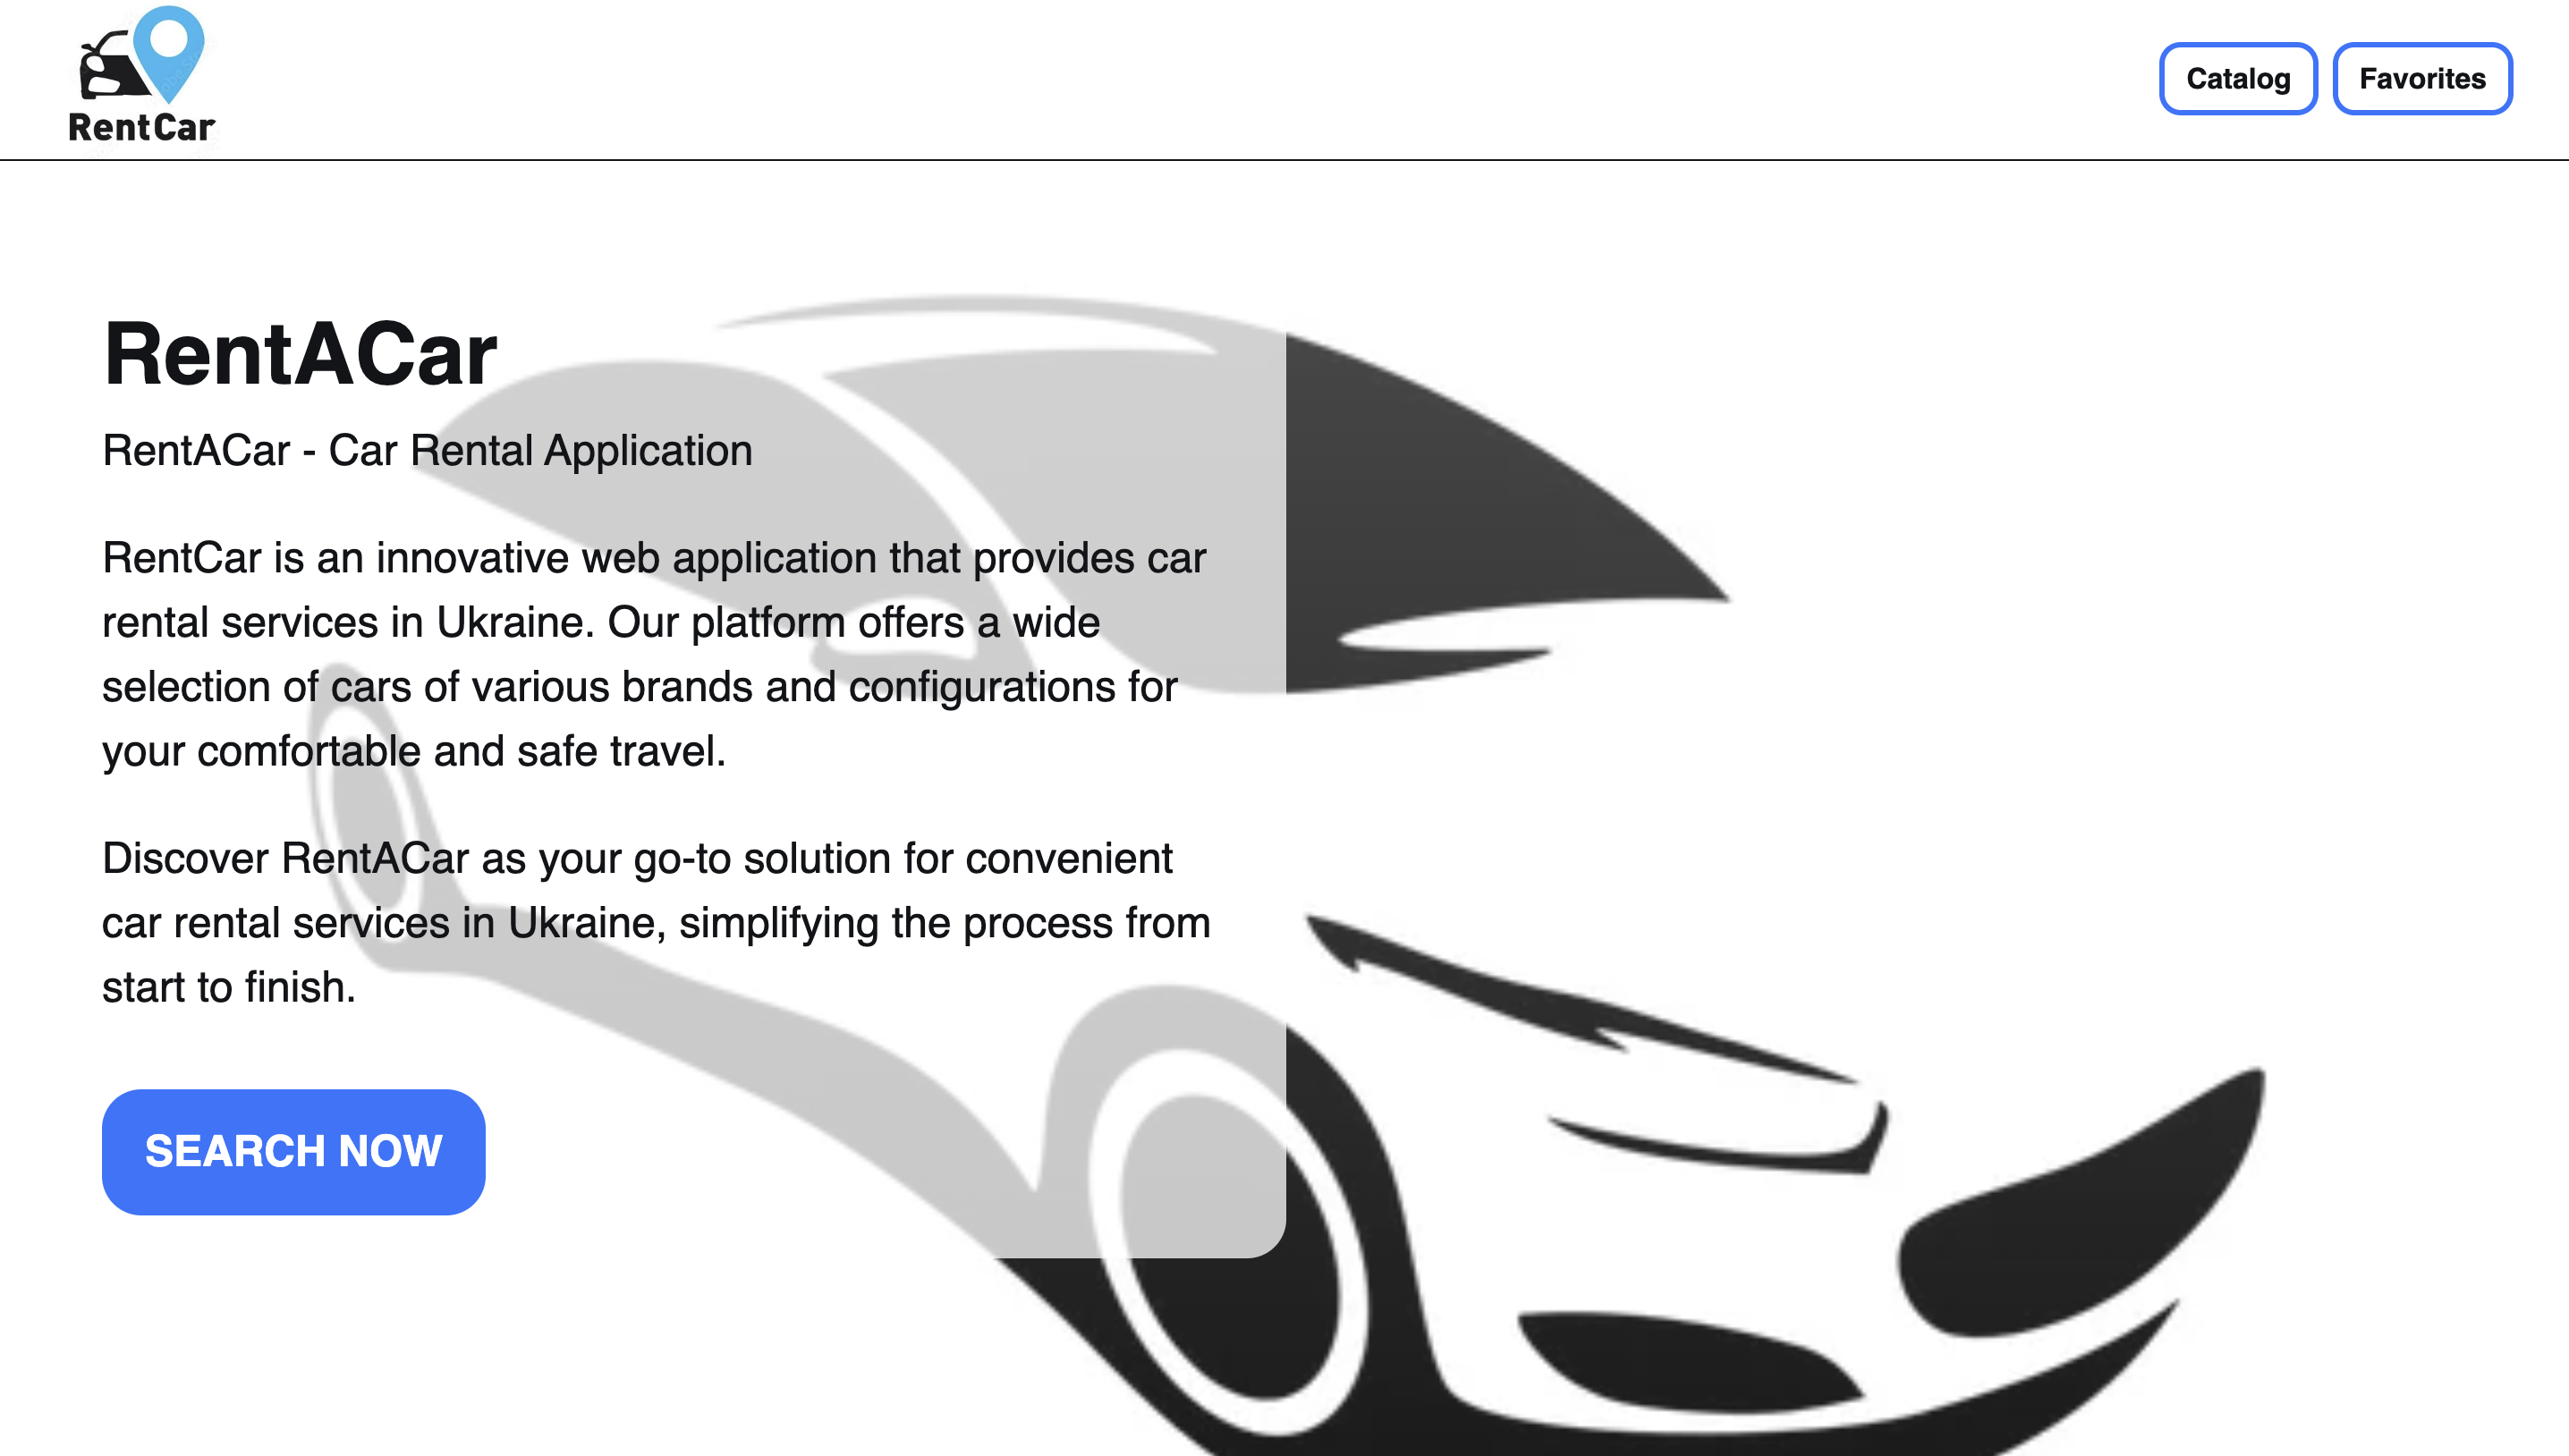 RentCar
Catalog
Favorites
RentACar
RentACar - Car Rental Application
RentCar is an innovative web application that provides car
rental services in Ukraine. Our platform offers a wide
selection of cars of various brands and configurations for
your comfortable and safe travel.
Discover RentACar as your go-to solution for convenient
car rental services in Ukraine, simplifying the process from
start to finish.
SEARCH NOW